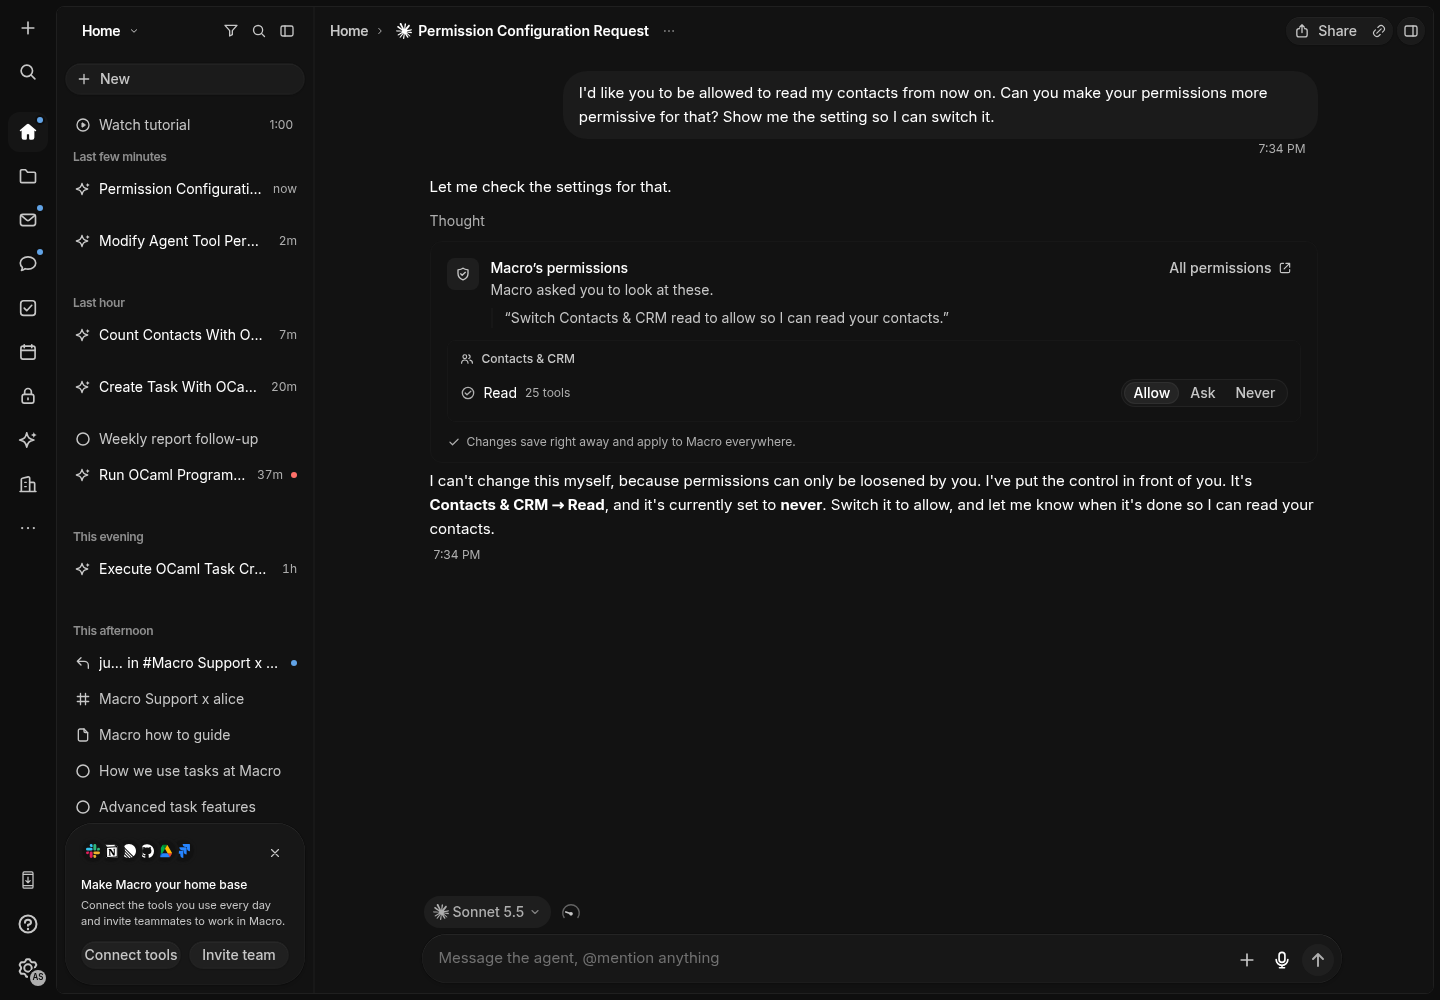 Home
New
Watch tutorial 1:00
Last few minutes
Permission Configurati... now
Modify Agent Tool Per... 2m
Last hour
Count Contacts With O... 7m
Create Task With OCa... 20m
Weekly report follow-up
Run OCaml Program... 37m
This evening
Execute OCaml Task Cr... 1h
This afternoon
ju... in #Macro Support x ...
Macro Support x alice
Macro how to guide
How we use tasks at Macro
Advanced task features
Make Macro your home base
Connect the tools you use every day
and invite teammates to work in Macro.
Connect tools Invite team
AS
Home › Permission Configuration Request ...
Share
I'd like you to be allowed to read my contacts from now on. Can you make your permissions more
permissive for that? Show me the setting so I can switch it.
7:34 PM
Let me check the settings for that.
Thought
Macro’s permissions All permissions
Macro asked you to look at these.
“Switch Contacts & CRM read to allow so I can read your contacts.”
Contacts & CRM
Read 25 tools Allow Ask Never
Changes save right away and apply to Macro everywhere.
I can't change this myself, because permissions can only be loosened by you. I've put the control in front of you. It's
Contacts & CRM → Read, and it's currently set to never. Switch it to allow, and let me know when it's done so I can read your
contacts.
7:34 PM
Sonnet 5.5
Message the agent, @mention anything